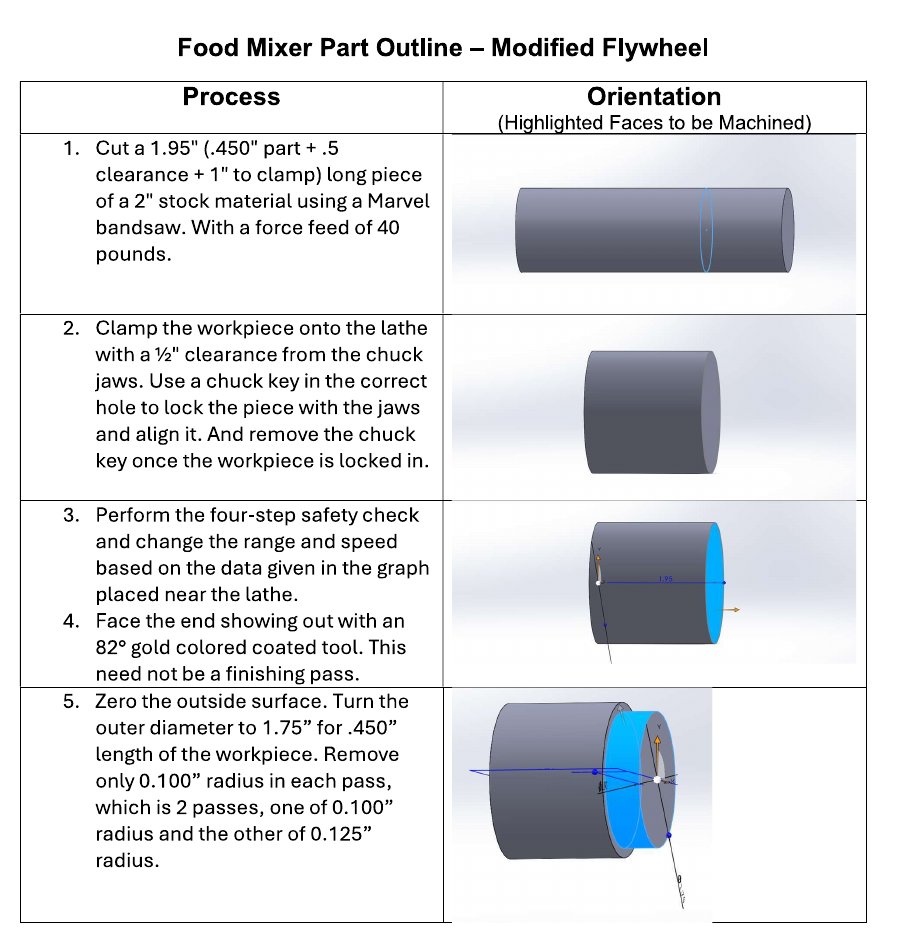 Food Mixer Part Outline – Modified Flywheel
Process
Orientation
(Highlighted Faces to be Machined)
1. Cut a 1.95" (.450" part + .5
clearance + 1" to clamp) long piece
of a 2" stock material using a Marvel
bandsaw. With a force feed of 40
pounds.
2. Clamp the workpiece onto the lathe
with a ½" clearance from the chuck
jaws. Use a chuck key in the correct
hole to lock the piece with the jaws
and align it. And remove the chuck
key once the workpiece is locked in.
3. Perform the four-step safety check
and change the range and speed
based on the data given in the graph
placed near the lathe.
4. Face the end showing out with an
82° gold colored coated tool. This
need not be a finishing pass.
Y
1.95
5. Zero the outside surface. Turn the
outer diameter to 1.75” for .450”
length of the workpiece. Remove
only 0.100” radius in each pass,
which is 2 passes, one of 0.100”
radius and the other of 0.125”
radius.
Y